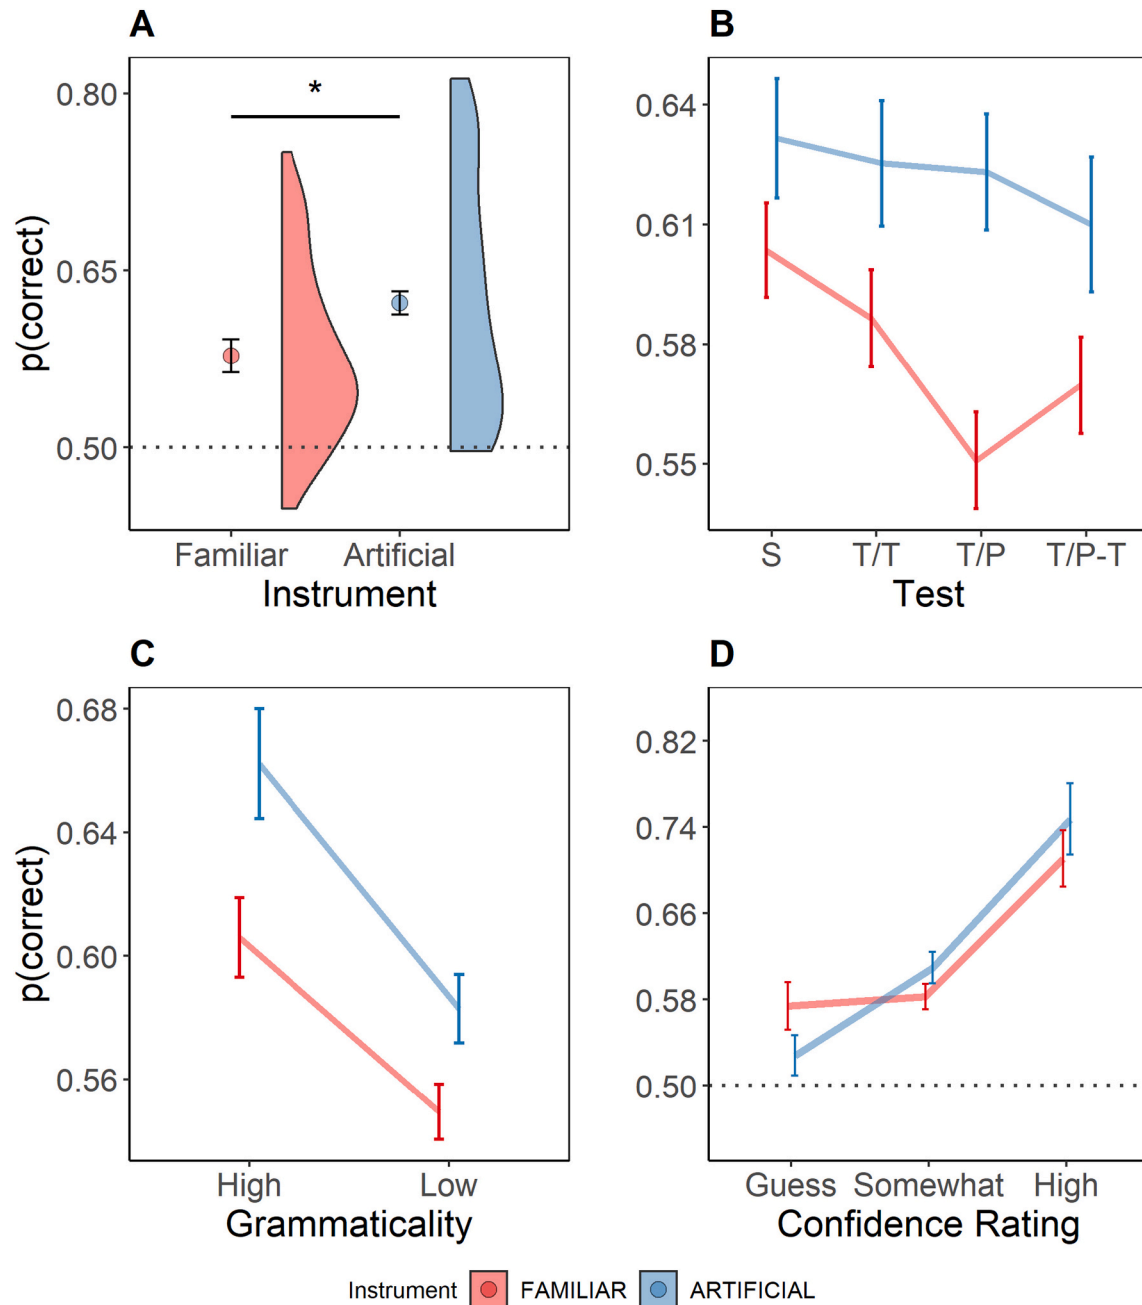 A
p(correct)
0.80
0.65
0.50
*
Familiar Artificial
Instrument
B
0.64
0.61
0.58
0.55
S T/T T/P T/P-T
Test
C
p(correct)
0.68
0.64
0.60
0.56
High Low
Grammaticality
D
0.82
0.74
0.66
0.58
0.50
Guess Somewhat High
Confidence Rating
Instrument FAMILIAR ARTIFICIAL